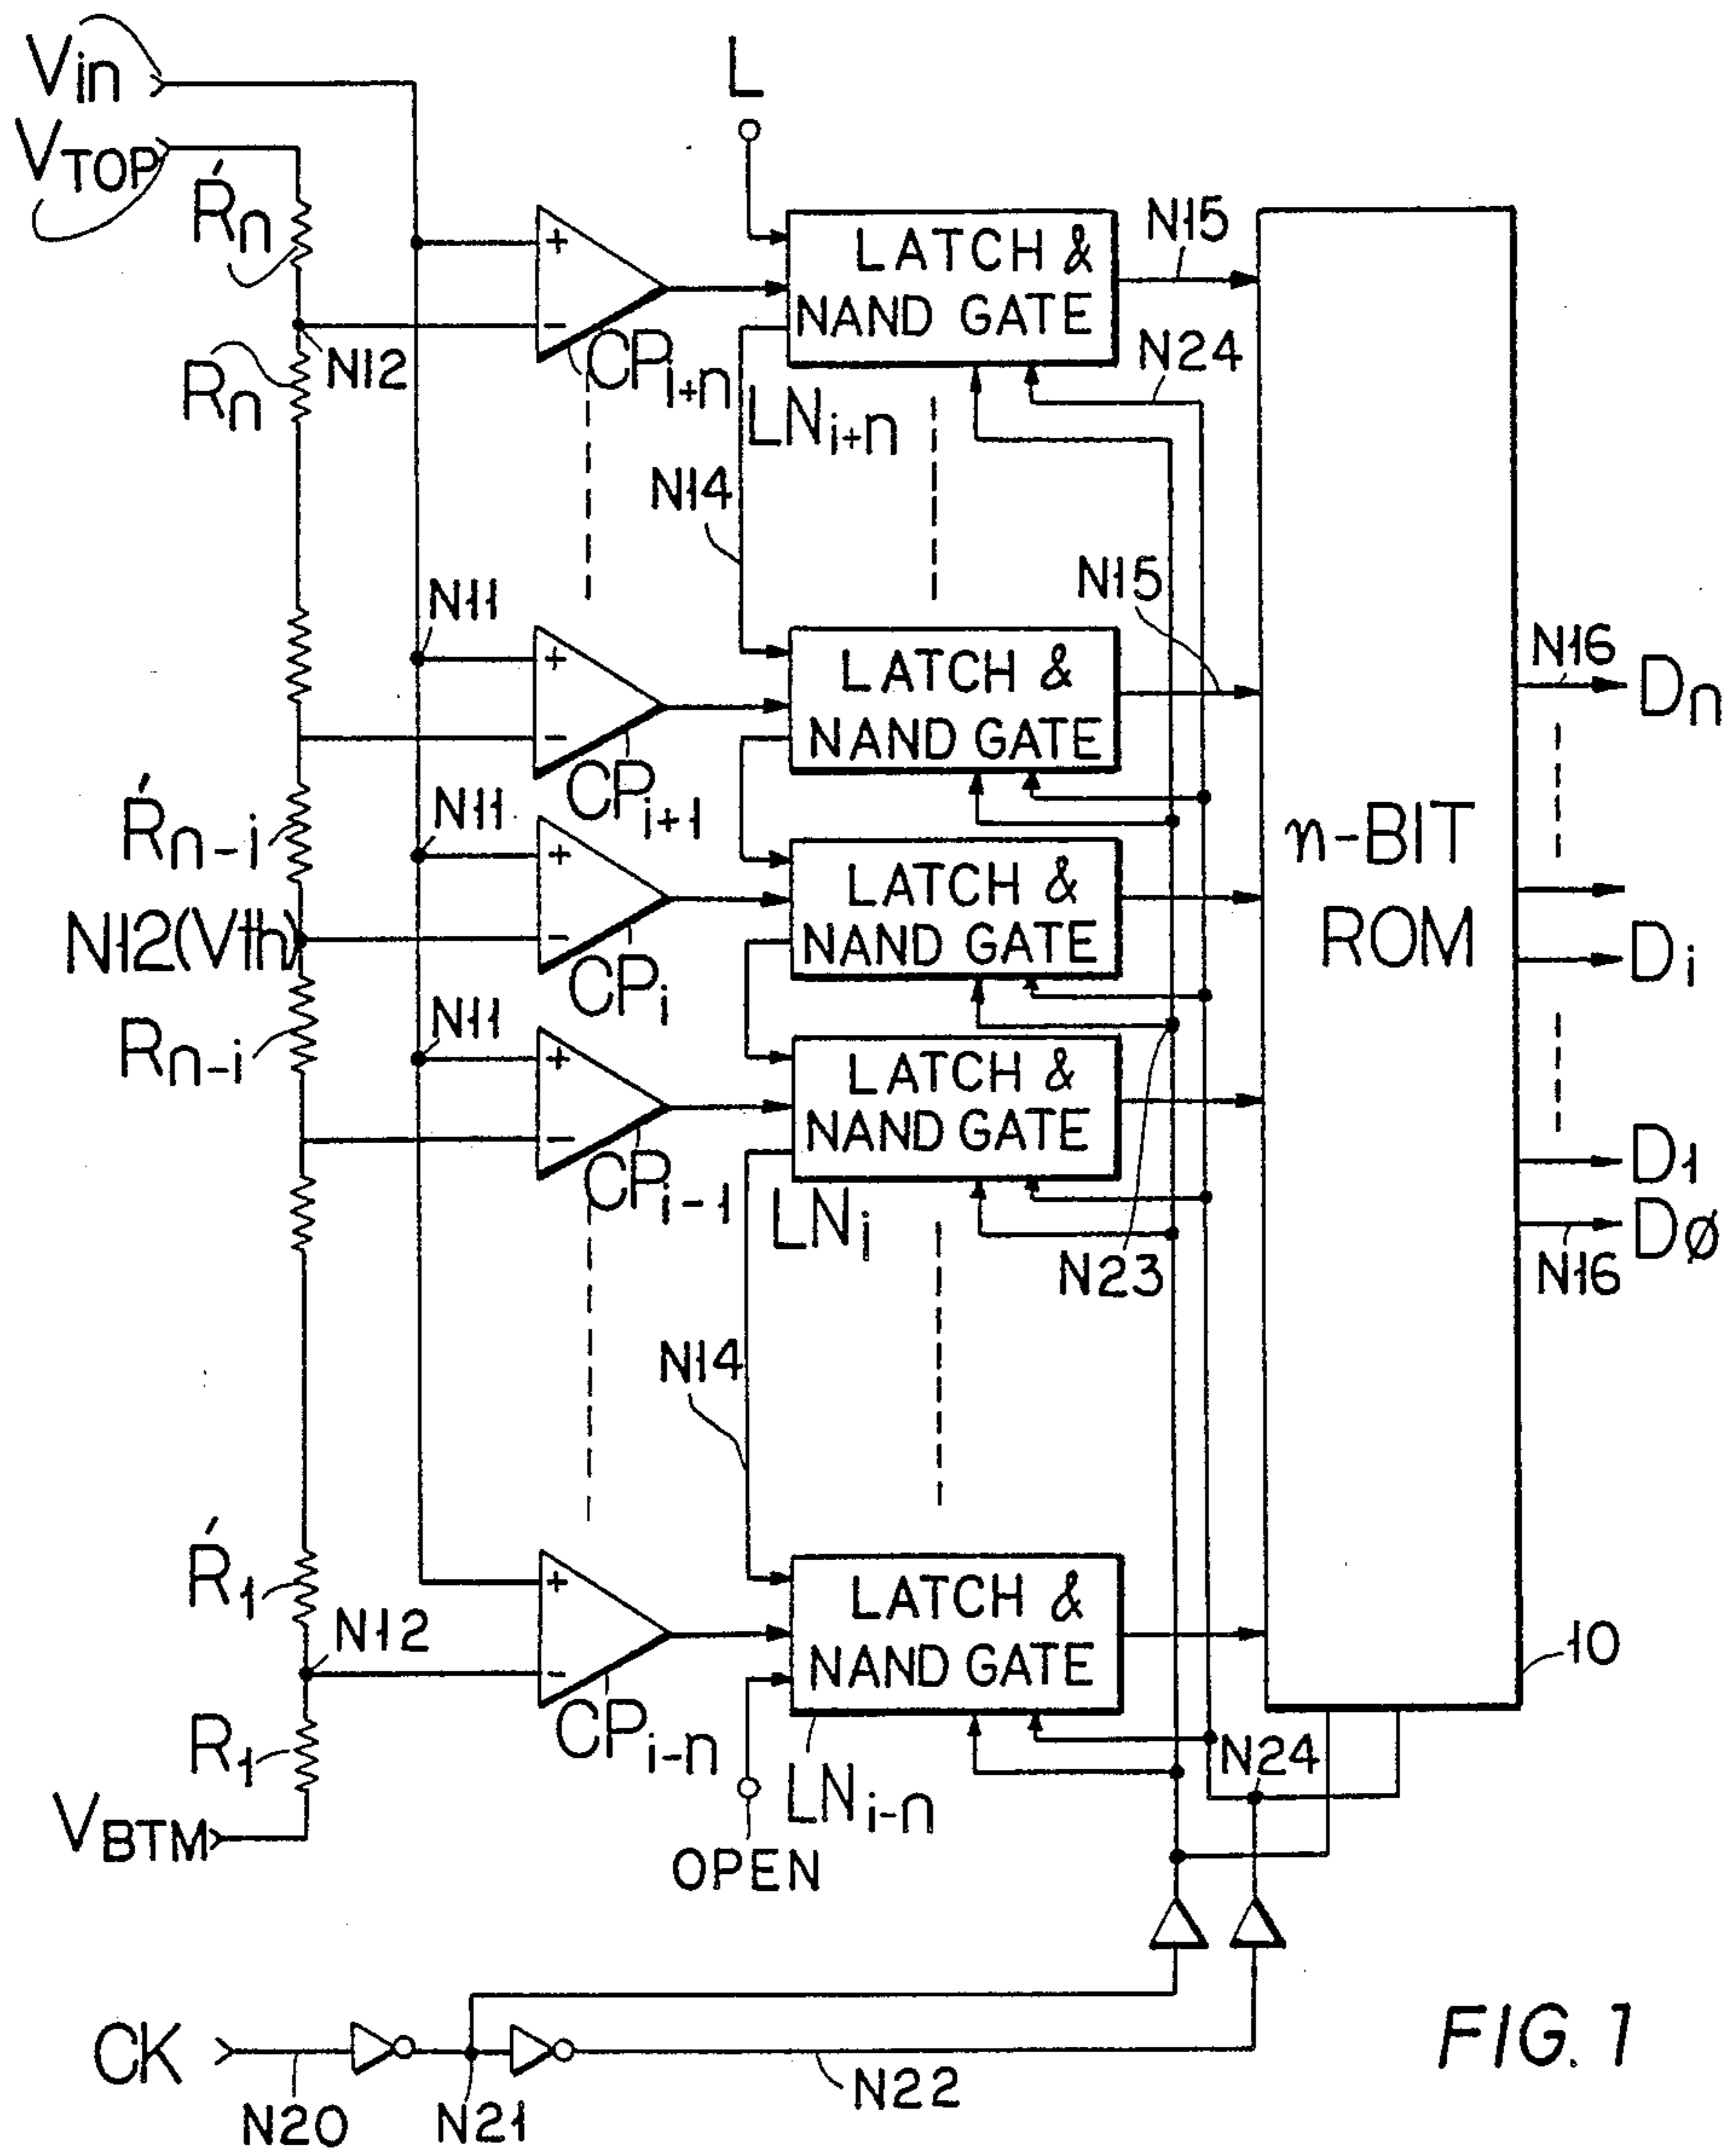 Vin
L
VTOP
Ŕn
LATCH &
NAND GATE
N15
N24
N12
Rn
CPi+n
LNi+n
N14
N11
N15
LATCH &
NAND GATE
N16
Dn
CPi+1
Ŕn-i
N11
LATCH &
NAND GATE
n-BIT
ROM
N12(Vth)
CPi
Di
Rn-i
N11
LATCH &
NAND GATE
CPi-1
LNi
N23
D1
DØ
N16
N14
Ŕ1
LATCH &
NAND GATE
N12
10
R1
CPi-n
LNi-n
N24
VBTM
OPEN
CK
N20
N21
N22
FIG. 1